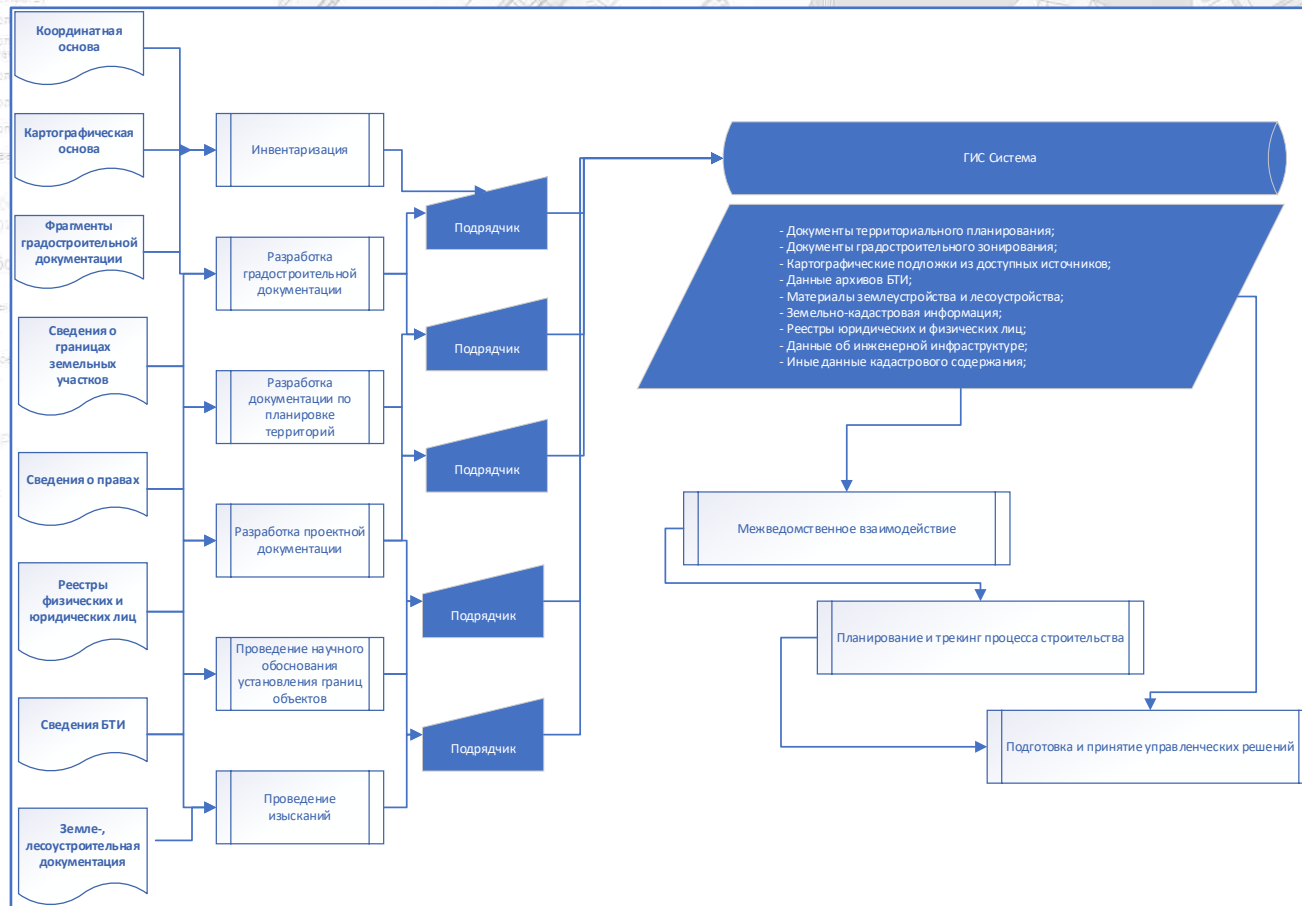 Координатная
основа
Картографическая
основа
Фрагменты
градостроительной
документации
Сведения о
границах
земельных
участков
Сведения о правах
Реестры
физических и
юридических лиц
Сведения БТИ
Земле-,
лесоустроительная
документация
Инвентаризация
Разработка
градостроительной
документации
Разработка
документации по
планировке
территорий
Разработка проектной
документации
Проведение научного
обоснования
установления границ
объектов
Проведение
изысканий
Подрядчик
Подрядчик
Подрядчик
Подрядчик
Подрядчик
ГИС Система
- Документы территориального планирования;
- Документы градостроительного зонирования;
- Картографические подложки из доступных источников;
- Данные архивов БТИ;
- Материалы землеустройства и лесоустройства;
- Земельно-кадастровая информация;
- Реестры юридических и физических лиц;
- Данные об инженерной инфраструктуре;
- Иные данные кадастрового содержания;
Межведомственное взаимодействие
Планирование и трекинг процесса строительства
Подготовка и принятие управленческих решений